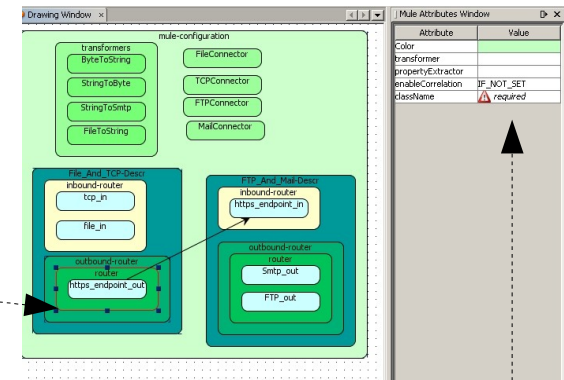 Drawing Window ×
mule-configuration
transformers
ByteToString
StringToByte
StringToSmtp
FileToString
FileConnector
TCPConnector
FTPConnector
MailConnector
File_And_TCP-Descr
inbound-router
tcp_in
file_in
outbound-router
router
https_endpoint_out
FTP_And_Mail-Descr
inbound-router
https_endpoint_in
outbound-router
router
Smtp_out
FTP_out
Mule Attributes Window
Attribute Value
Color
transformer
propertyExtractor
enableCorrelation IF_NOT_SET
className required